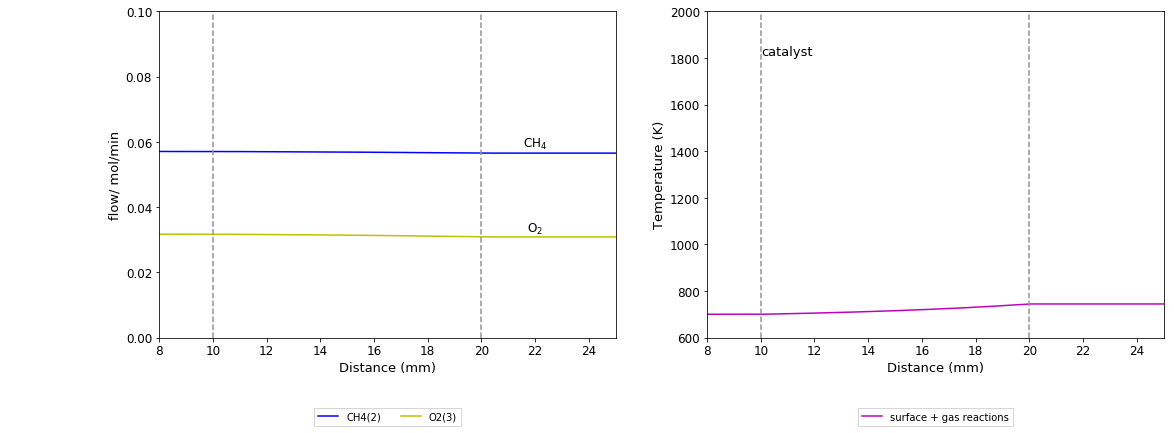 0.10
0.08
0.06
0.04
0.02
0.00
flow/ mol/min
CH₄
O₂
8 10 12 14 16 18 20 22 24
Distance (mm)
CH4(2) O2(3)
2000
1800
1600
1400
1200
1000
800
600
Temperature (K)
catalyst
8 10 12 14 16 18 20 22 24
Distance (mm)
surface + gas reactions